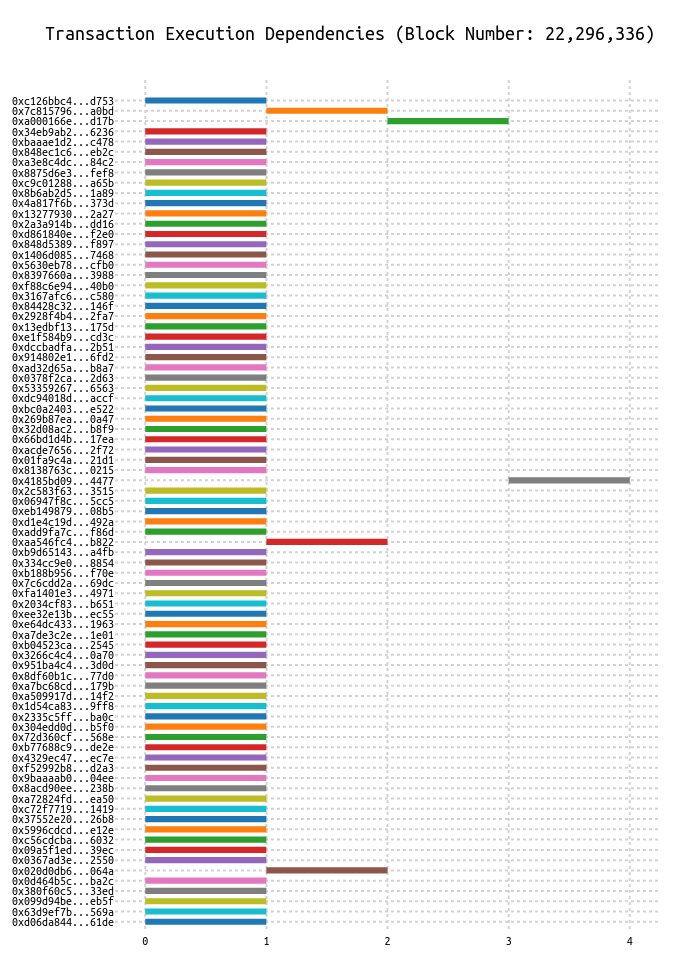 Transaction Execution Dependencies (Block Number: 22,296,336)
0xc126bbc4...d753
0x7c815796...a0bd
0xa000166e...d17b
0x34eb9ab2...6236
0xbaaae1d2...c478
0x848ec1c6...eb2c
0xa3e8c4dc...84c2
0x8875d6e3...fef8
0xc9c01288...a65b
0x8b6ab2d5...1a89
0x4a817f6b...373d
0x13277930...2a27
0x2a3a914b...dd16
0xd861840e...f2e0
0x848d5389...f897
0x1406d085...7468
0x5630eb78...cfb0
0x8397660a...3988
0xf88c6e94...40b0
0x3167afc6...c580
0x84428c32...146f
0x2928f4b4...2fa7
0x13edbf13...175d
0xe1f584b9...cd3c
0xdccbadfa...2b51
0x914802e1...6fd2
0xad32d65a...b8a7
0x0378f2ca...2d63
0x53359267...6563
0xdc94018d...accf
0xbc0a2403...e522
0x269b87ea...0a47
0x32d08ac2...b8f9
0x66bd1d4b...17ea
0xacde7656...2f72
0x01fa9c4a...21d1
0x8138763c...0215
0x4185bd09...4477
0x2c583f63...3515
0x06947f8c...5cc5
0xeb149879...08b5
0xd1e4c19d...492a
0xadd9fa7c...f86d
0xaa546fc4...b822
0xb9d65143...a4fb
0x334cc9e0...8854
0xb188b956...f70e
0x7c6cdd2a...69dc
0xfa1401e3...4971
0x2034cf83...b651
0xee32e13b...ec55
0xe64dc433...1963
0xa7de3c2e...1e01
0xb04523ca...2545
0x3266c4c4...0a70
0x951ba4c4...3d0d
0x8df60b1c...77d0
0xa7bc68cd...179b
0xa509917d...14f2
0x1d54ca83...9ff8
0x2335c5ff...ba0c
0x304edd0d...b5f0
0x72d360cf...568e
0xb77688c9...de2e
0x4329ec47...ec7e
0xf52992b8...d2a3
0x9baaaab0...04ee
0x8acd90ee...238b
0xa72824fd...ea50
0xc72f7719...1419
0x37552e20...26b8
0x5996cdcd...e12e
0xc56cdcba...6032
0x09a5f1ed...39ec
0x0367ad3e...2550
0x020d0db6...064a
0x0d464b5c...ba2c
0x380f60c5...33ed
0x099d94be...eb5f
0x63d9ef7b...569a
0xd06da844...61de
0 1 2 3 4